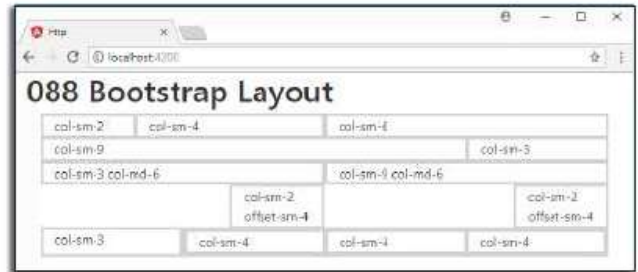 Http
localhost:4200
088 Bootstrap Layout
col-sm-2 col-sm-4 col-sm-6
col-sm-9 col-sm-3
col-sm-3 col-md-6 col-sm-9 col-md-6
col-sm-2 col-sm-2
offset-sm-4 offset-sm-4
col-sm-3 col-sm-4 col-sm-4 col-sm-4